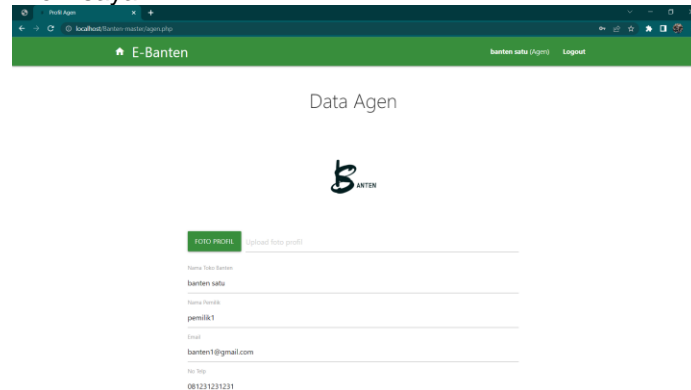 Profil Agen
localhost/Banten-master/agen.php
E-Banten
banten satu (Agen) Logout
Data Agen
BANTEN
FOTO PROFIL Upload foto profil
Nama Toko Banten
banten satu
Nama Pemilik
pemilik1
Email
banten1@gmail.com
No Telp
081231231231